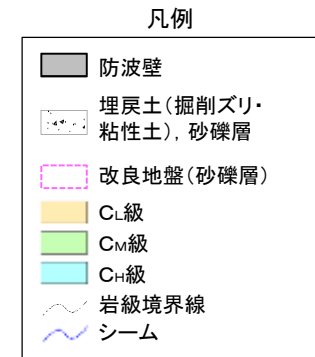 凡例
防波壁
埋戻土（掘削ズリ・
粘性土），砂礫層
改良地盤（砂礫層）
CL級
CM級
CH級
岩級境界線
シーム